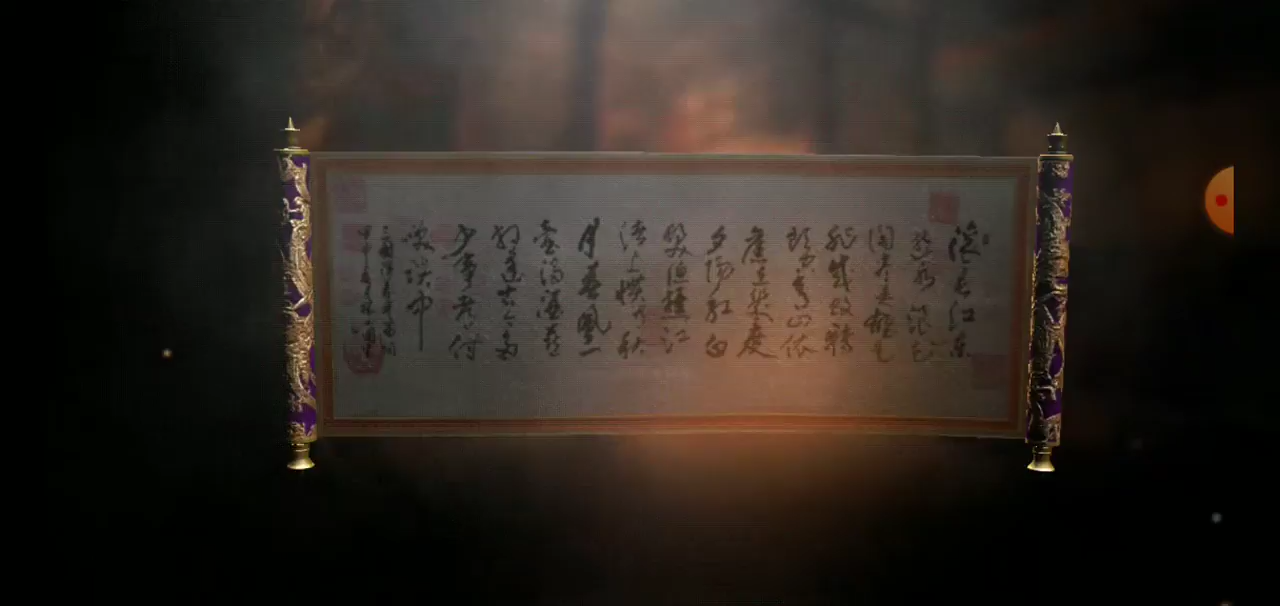 滚滚长江东
逝水浪花
淘尽英雄是
非成败转
头空青山依
旧在几度
夕阳红白
发渔樵江
渚上惯看秋
月春风一
壶浊酒喜
相逢古今多
少事都付
笑谈中